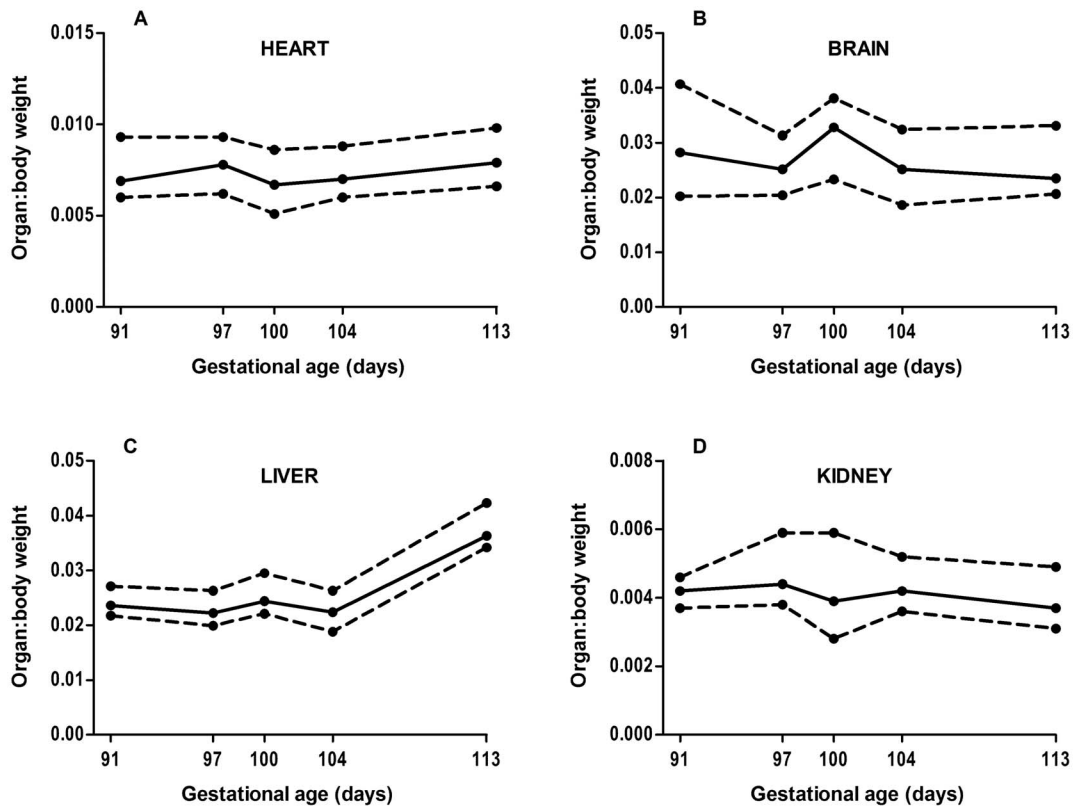 A
HEART
Organ:body weight
0.015
0.010
0.005
0.000
91 97 100 104 113
Gestational age (days)
B
BRAIN
Organ:body weight
0.05
0.04
0.03
0.02
0.01
0.00
91 97 100 104 113
Gestational age (days)
C
LIVER
Organ:body weight
0.05
0.04
0.03
0.02
0.01
0.00
91 97 100 104 113
Gestational age (days)
D
KIDNEY
Organ:body weight
0.008
0.006
0.004
0.002
0.000
91 97 100 104 113
Gestational age (days)